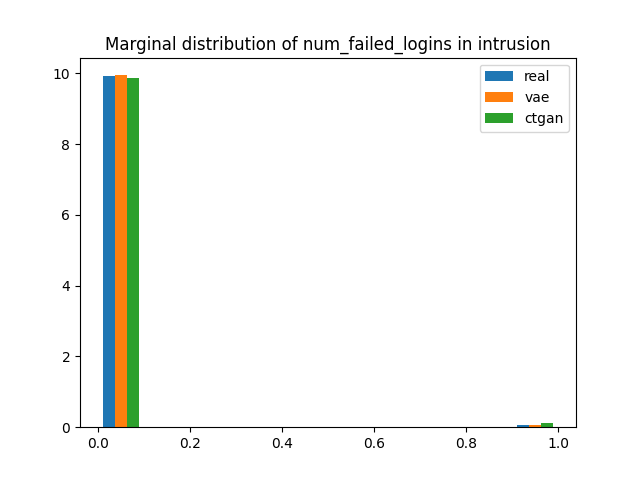 Marginal distribution of num_failed_logins in intrusion
real
vae
ctgan
10
8
6
4
2
0
0.0 0.2 0.4 0.6 0.8 1.0